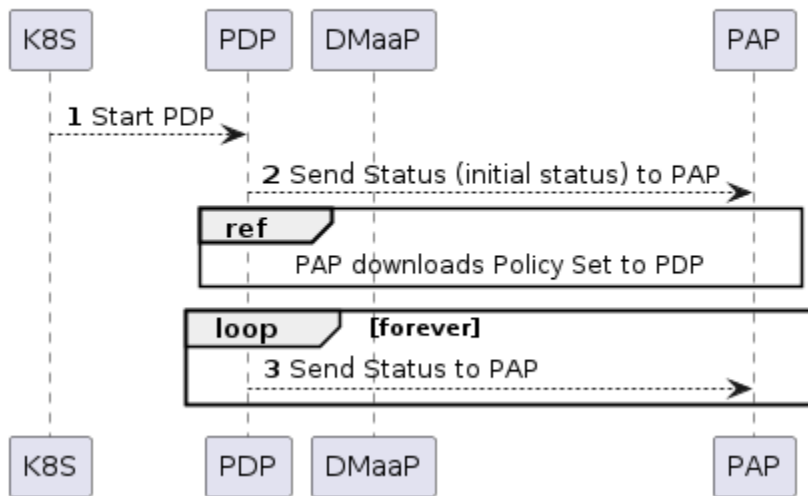 K8S PDP DMaaP PAP
1 Start PDP
2 Send Status (initial status) to PAP
ref
PAP downloads Policy Set to PDP
loop [forever]
3 Send Status to PAP
K8S PDP DMaaP PAP